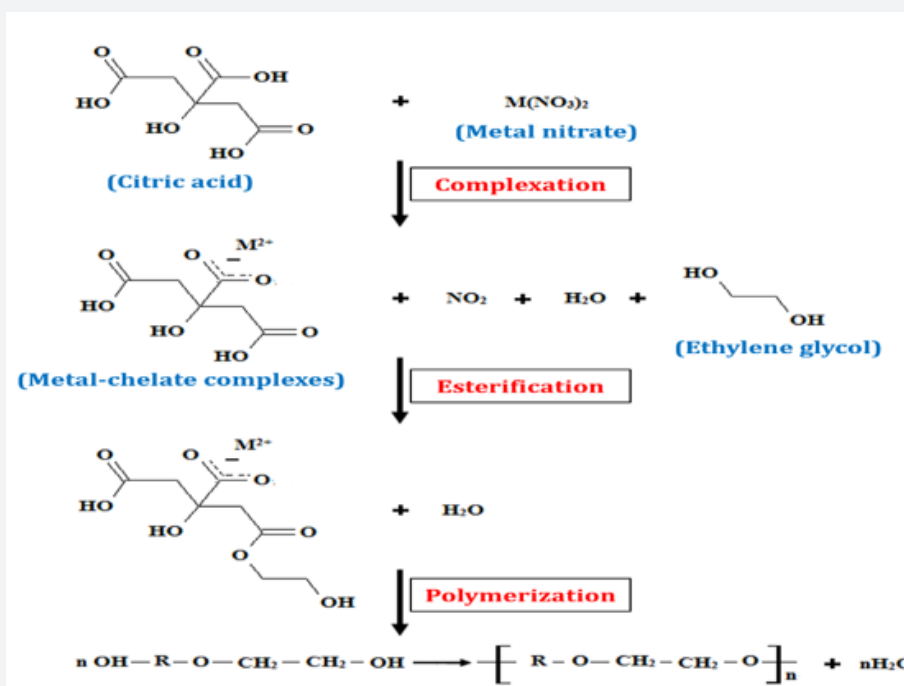 O O
OH
HO
HO
O
HO
+ M(NO₃)₂
(Metal nitrate)
(Citric acid)
Complexation
O M²⁺
O −
O
HO
HO
O
HO
+ NO₂ + H₂O +
HO
OH
(Ethylene glycol)
(Metal-chelate complexes)
Esterification
O M²⁺
O −
O
HO
HO
O
O
+ H₂O
OH
Polymerization
n OH—R—O—CH₂—CH₂—OH → [R—O—CH₂—CH₂—O]n + nH₂O